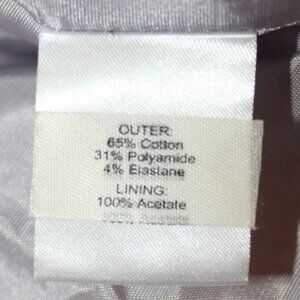 OUTER:
65% Cotton
31% Polyamide
4% Elastane
LINING:
100% Acetate